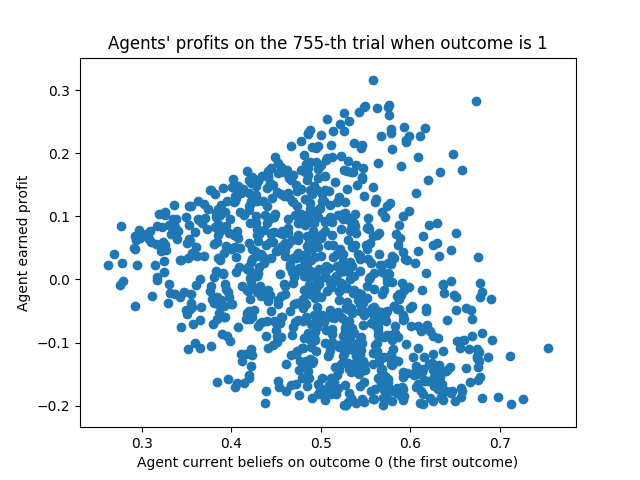 Agents' profits on the 755-th trial when outcome is 1
Agent earned profit
0.3
0.2
0.1
0.0
−0.1
−0.2
0.3 0.4 0.5 0.6 0.7
Agent current beliefs on outcome 0 (the first outcome)